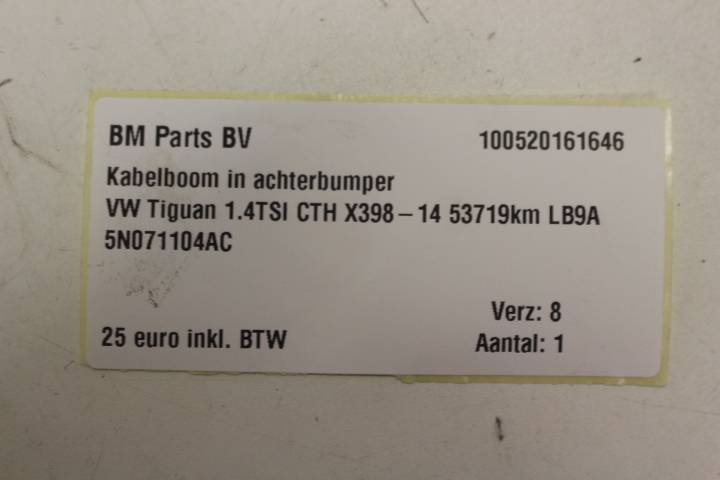 BM Parts BV 100520161646
Kabelboom in achterbumper
VW Tiguan 1.4TSI CTH X398-14 53719km LB9A
5N071104AC
Verz: 8
25 euro inkl. BTW Aantal: 1